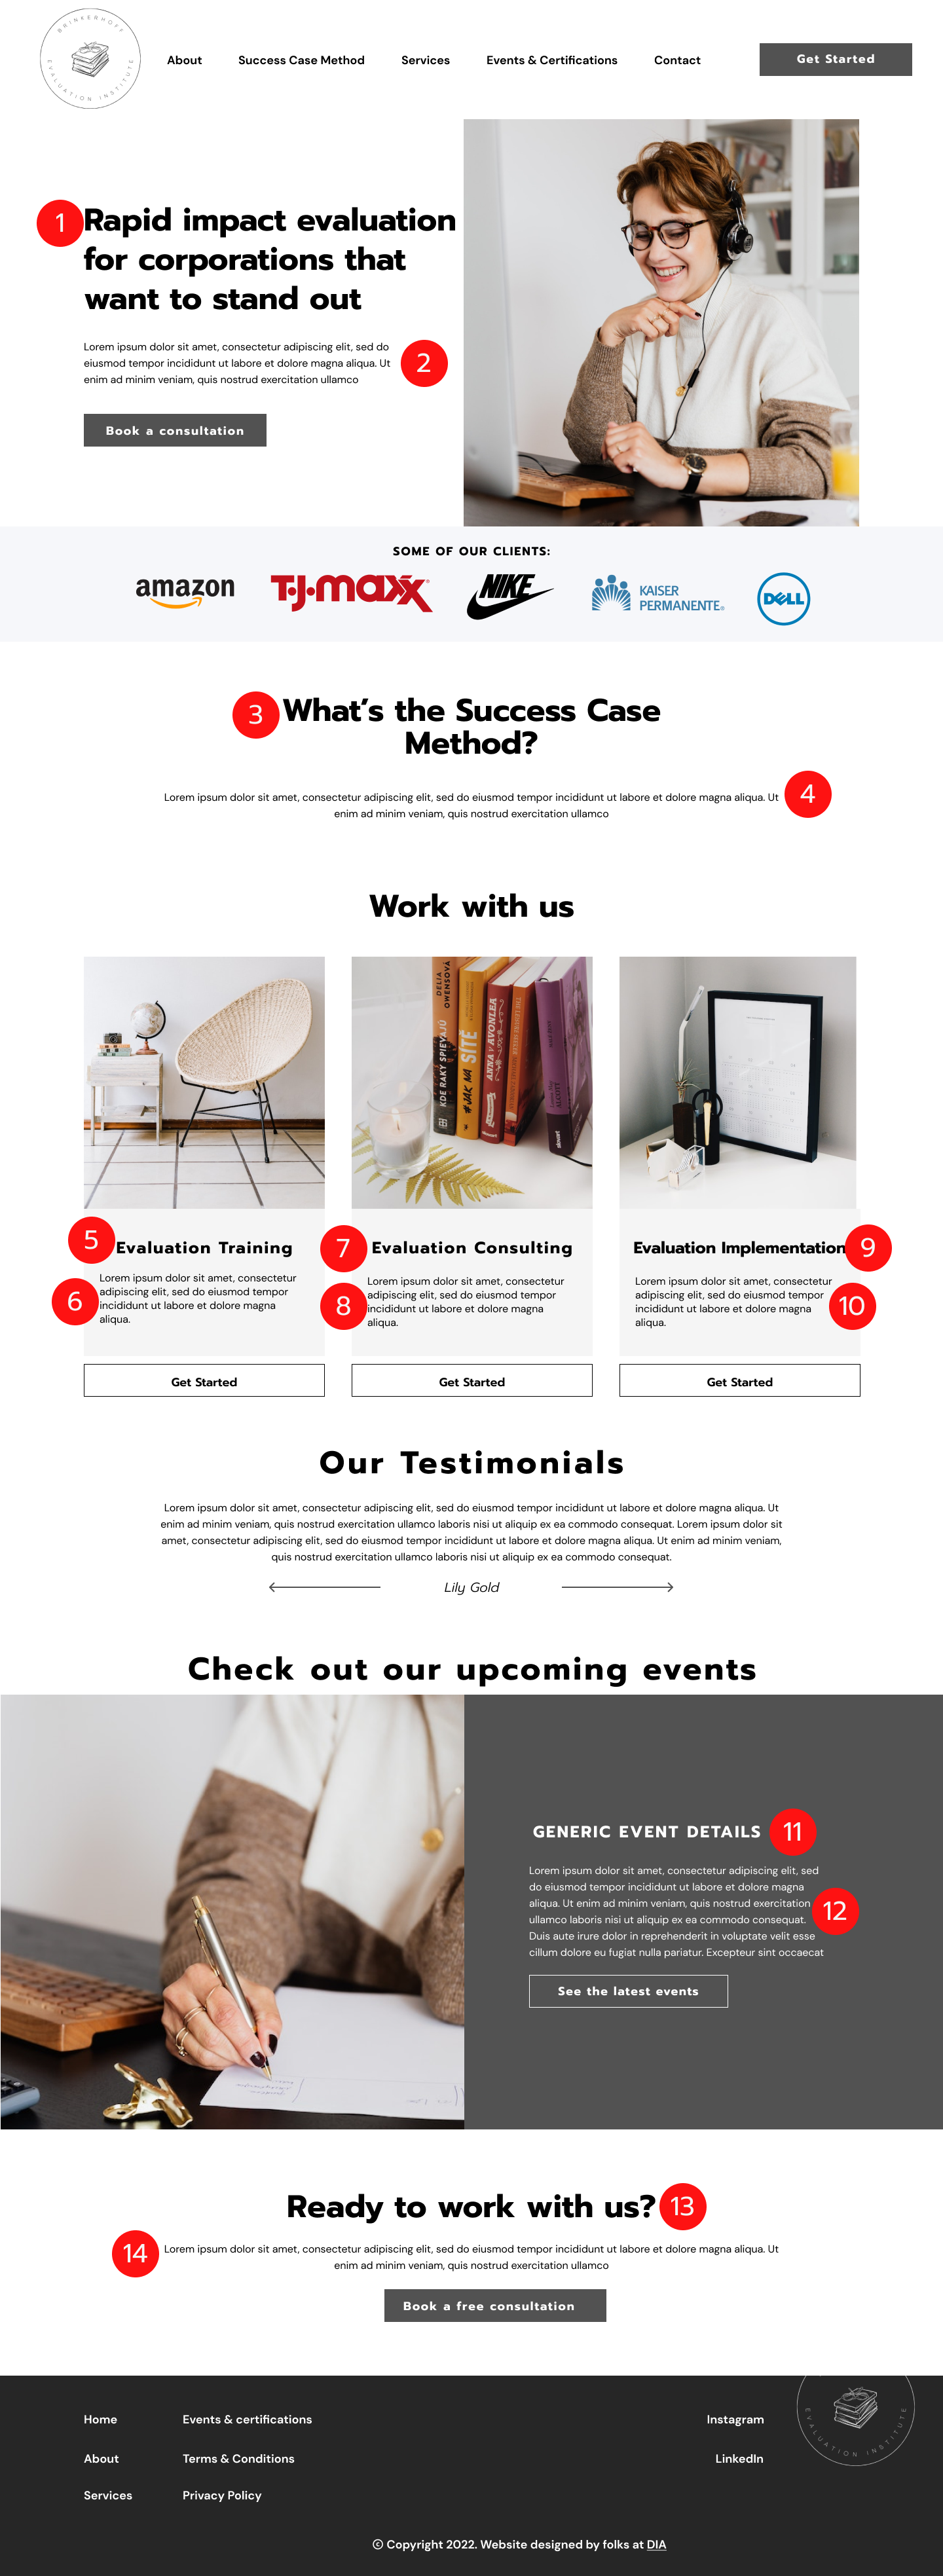 BRINKERHOFF
EVALUATION INSTITUTE
About
Success Case Method
Services
Events & Certifications
Contact
Get Started
1
Rapid impact evaluation
for corporations that
want to stand out
Lorem ipsum dolor sit amet, consectetur adipiscing elit, sed do
eiusmod tempor incididunt ut labore et dolore magna aliqua. Ut
enim ad minim veniam, quis nostrud exercitation ullamco
2
Book a consultation
SOME OF OUR CLIENTS:
amazon
T·J·maxx®
NIKE
KAISER
PERMANENTE®
DELL
3
What's the Success Case
Method?
Lorem ipsum dolor sit amet, consectetur adipiscing elit, sed do eiusmod tempor incididunt ut labore et dolore magna aliqua. Ut
enim ad minim veniam, quis nostrud exercitation ullamco
4
Work with us
DELIA
OWENSOVÁ
KDE RAKY SPIEVAJÚ
#JAK NA SÍTĚ
ANNA V AVONLEA
ALCOTT
slovart
5
Evaluation Training
6
Lorem ipsum dolor sit amet, consectetur
adipiscing elit, sed do eiusmod tempor
incididunt ut labore et dolore magna
aliqua.
Get Started
7
Evaluation Consulting
8
Lorem ipsum dolor sit amet, consectetur
adipiscing elit, sed do eiusmod tempor
incididunt ut labore et dolore magna
aliqua.
Get Started
Evaluation Implementation
9
Lorem ipsum dolor sit amet, consectetur
adipiscing elit, sed do eiusmod tempor
incididunt ut labore et dolore magna
aliqua.
10
Get Started
Our Testimonials
Lorem ipsum dolor sit amet, consectetur adipiscing elit, sed do eiusmod tempor incididunt ut labore et dolore magna aliqua. Ut
enim ad minim veniam, quis nostrud exercitation ullamco laboris nisi ut aliquip ex ea commodo consequat. Lorem ipsum dolor sit
amet, consectetur adipiscing elit, sed do eiusmod tempor incididunt ut labore et dolore magna aliqua. Ut enim ad minim veniam,
quis nostrud exercitation ullamco laboris nisi ut aliquip ex ea commodo consequat.
Lily Gold
Check out our upcoming events
GENERIC EVENT DETAILS
11
Lorem ipsum dolor sit amet, consectetur adipiscing elit, sed
do eiusmod tempor incididunt ut labore et dolore magna
aliqua. Ut enim ad minim veniam, quis nostrud exercitation
ullamco laboris nisi ut aliquip ex ea commodo consequat.
Duis aute irure dolor in reprehenderit in voluptate velit esse
cillum dolore eu fugiat nulla pariatur. Excepteur sint occaecat
12
See the latest events
Ready to work with us?
13
14
Lorem ipsum dolor sit amet, consectetur adipiscing elit, sed do eiusmod tempor incididunt ut labore et dolore magna aliqua. Ut
enim ad minim veniam, quis nostrud exercitation ullamco
Book a free consultation
Home
About
Services
Events & certifications
Terms & Conditions
Privacy Policy
Instagram
LinkedIn
EVALUATION INSTITUTE
© Copyright 2022. Website designed by folks at DIA